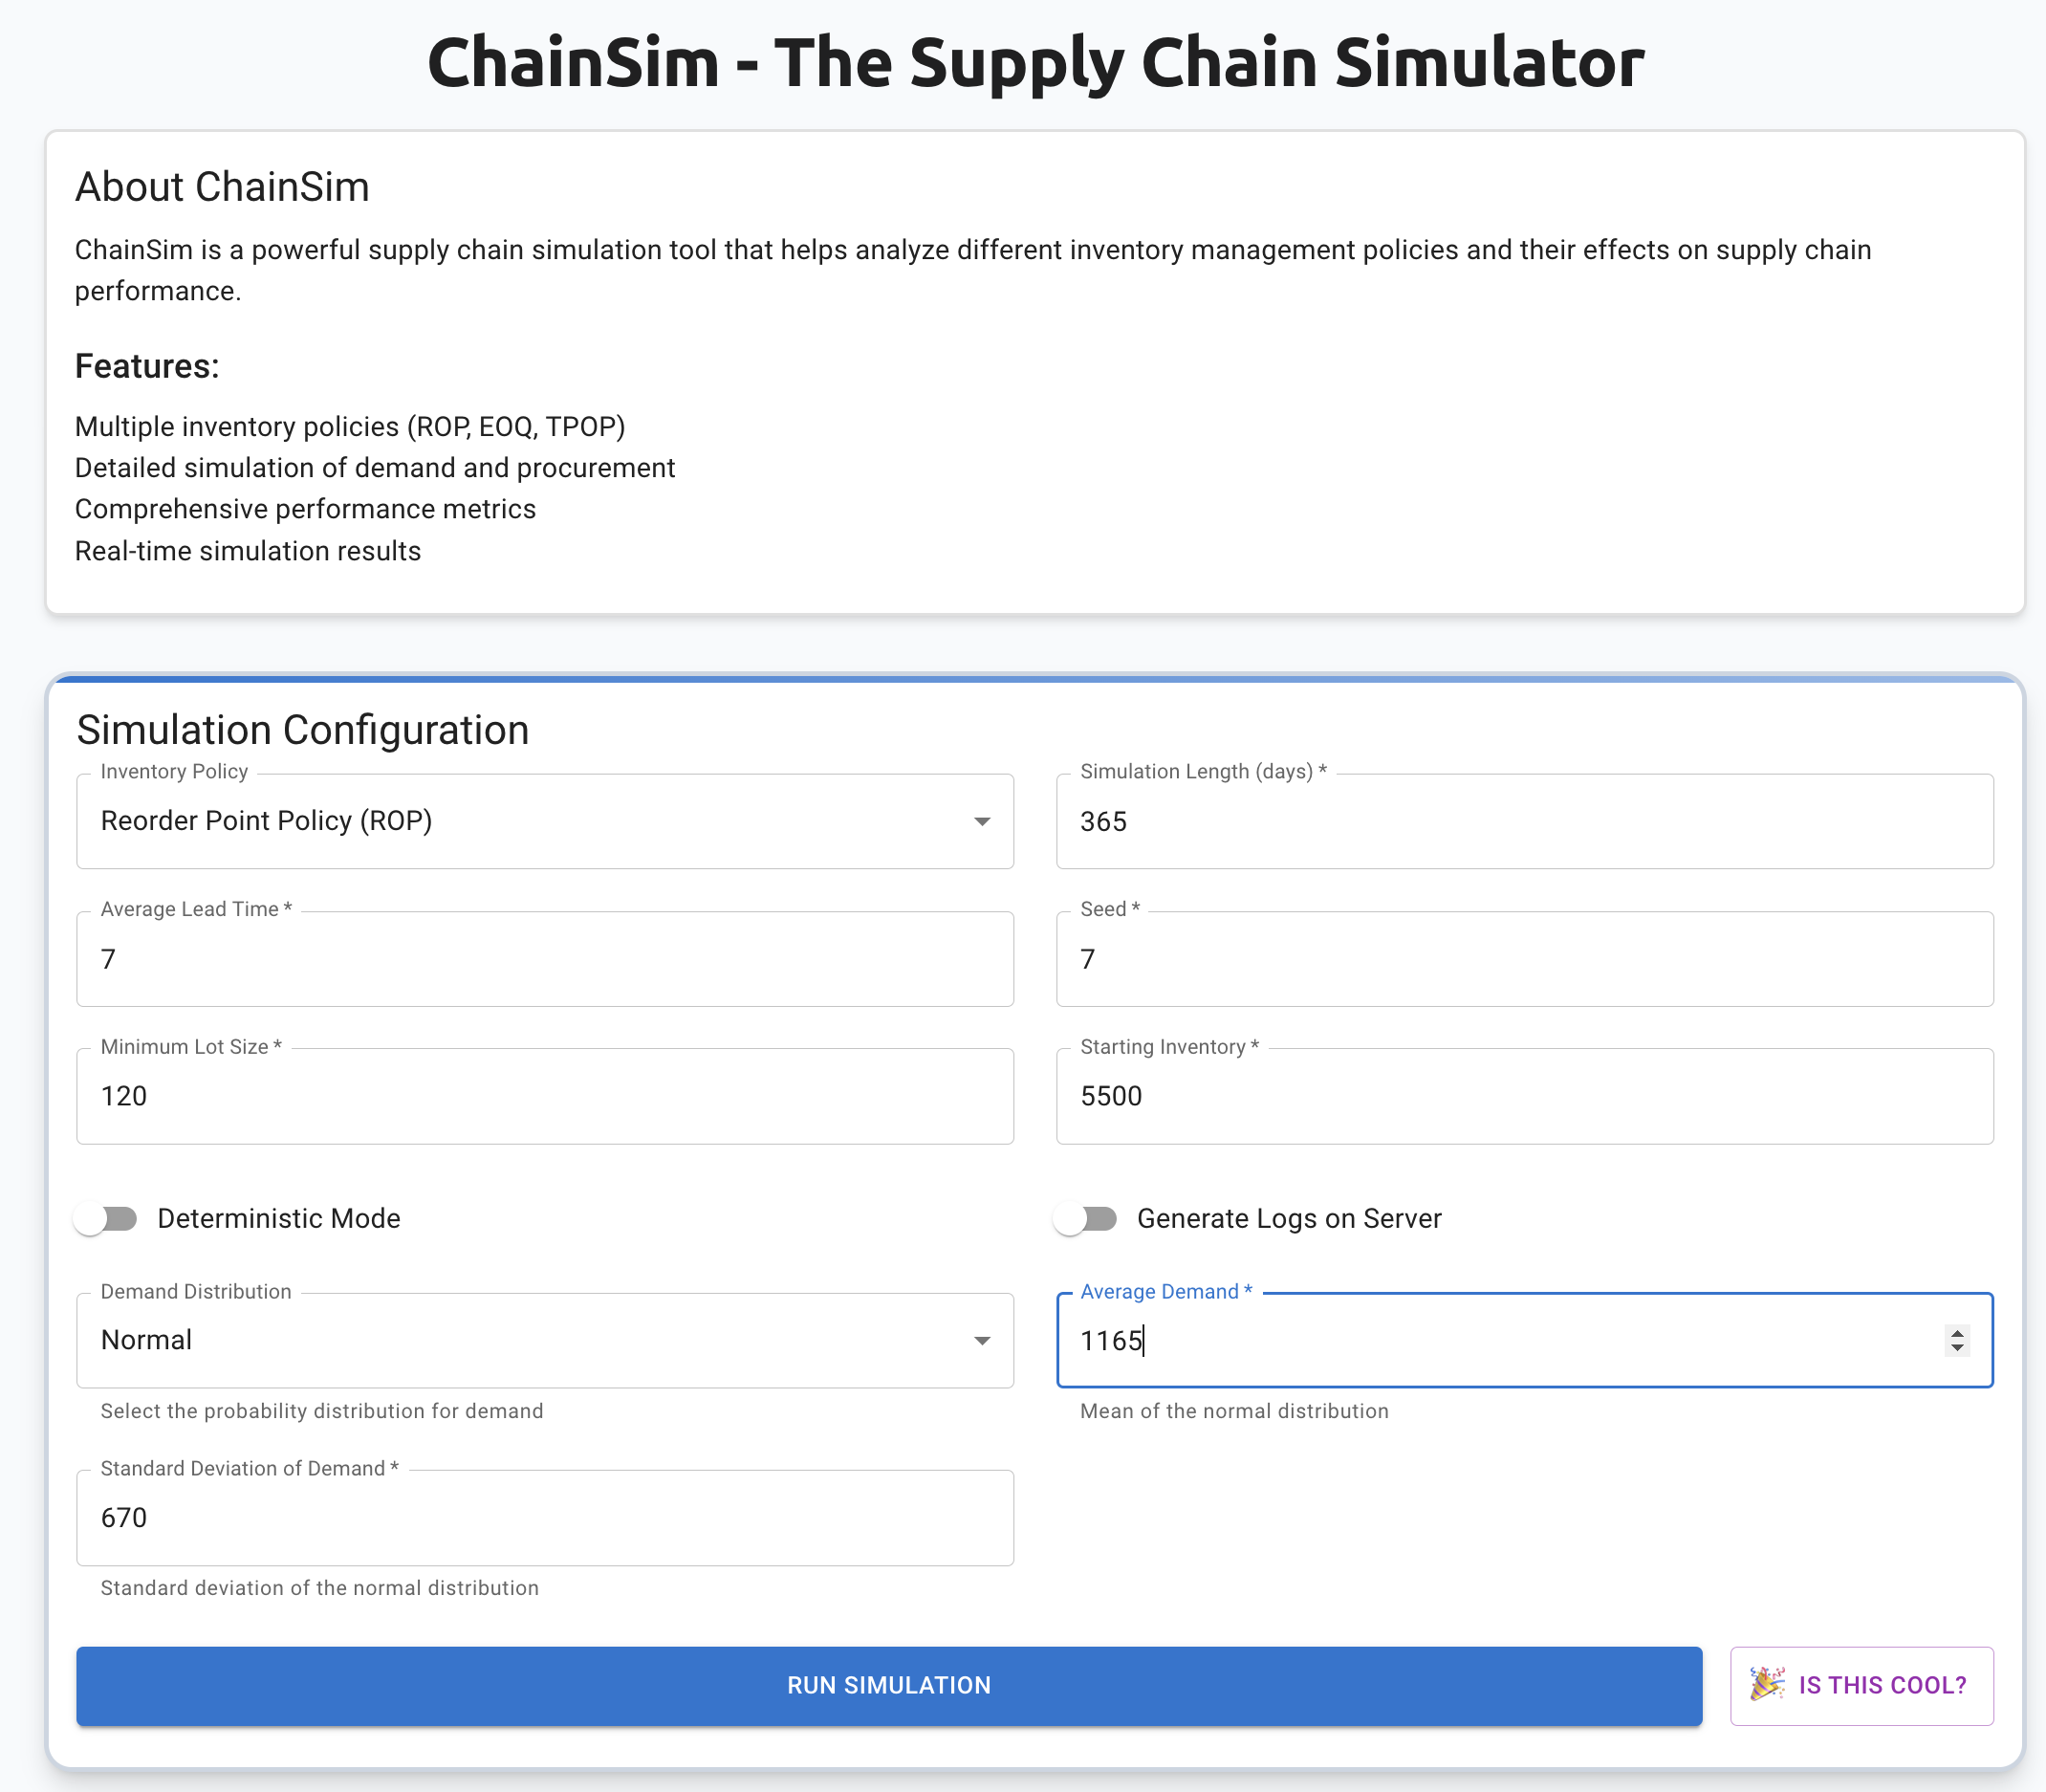 ChainSim - The Supply Chain Simulator
About ChainSim
ChainSim is a powerful supply chain simulation tool that helps analyze different inventory management policies and their effects on supply chain
performance.
Features:
Multiple inventory policies (ROP, EOQ, TPOP)
Detailed simulation of demand and procurement
Comprehensive performance metrics
Real-time simulation results
Simulation Configuration
Inventory Policy
Reorder Point Policy (ROP)
Simulation Length (days) *
365
Average Lead Time *
7
Seed *
7
Minimum Lot Size *
120
Starting Inventory *
5500
Deterministic Mode
Generate Logs on Server
Demand Distribution
Normal
Select the probability distribution for demand
Average Demand *
1165
Mean of the normal distribution
Standard Deviation of Demand *
670
Standard deviation of the normal distribution
RUN SIMULATION
🎉 IS THIS COOL?